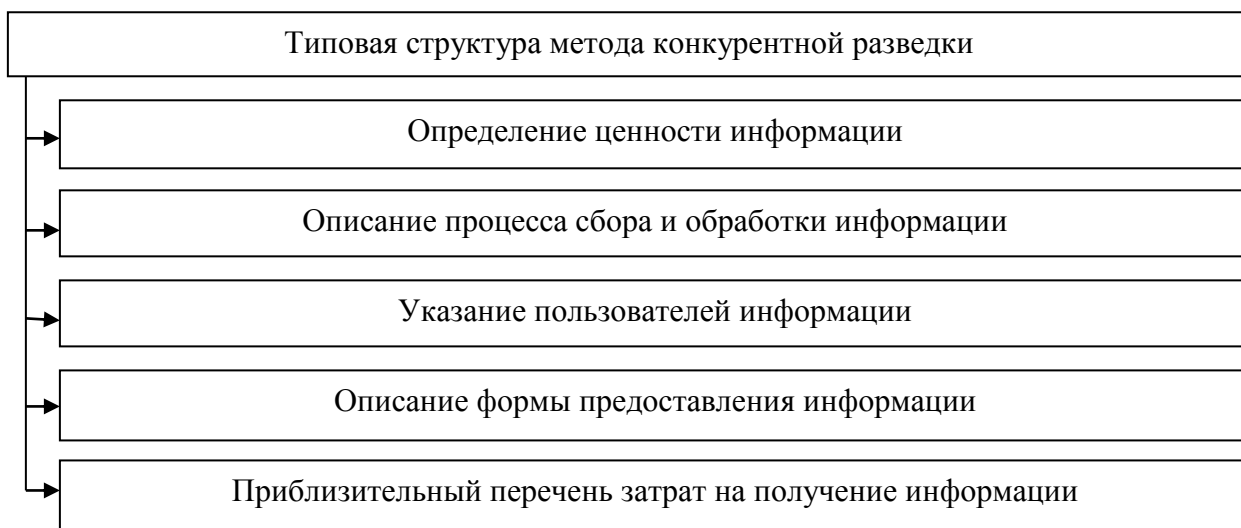 Типовая структура метода конкурентной разведки
Определение ценности информации
Описание процесса сбора и обработки информации
Указание пользователей информации
Описание формы предоставления информации
Приблизительный перечень затрат на получение информации